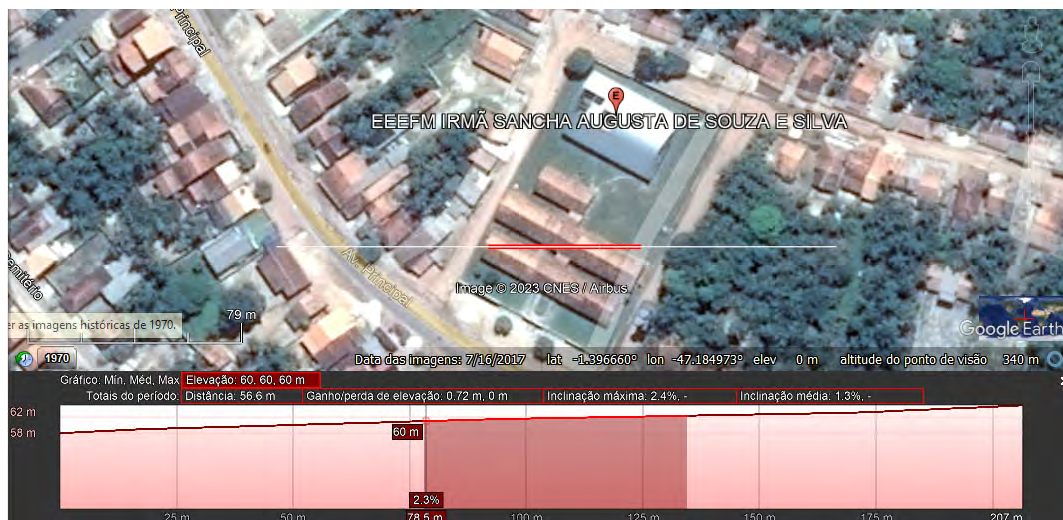 Principal
EEEFM IRMÃ SANCHA AUGUSTA DE SOUZA E SILVA
E
Av. Principal
emitério
Image © 2023 CNES / Airbus
79 m
er as imagens históricas de 1970.
Google Earth
1970
Data das imagens: 7/16/2017 lat -1.396660° lon -47.184973° elev 0 m altitude do ponto de visão 340 m
Gráfico: Mín, Méd, Máx Elevação: 60, 60, 60 m
Totais do período: Distância: 56.6 m Ganho/perda de elevação: 0.72 m, 0 m Inclinação máxima: 2.4%, - Inclinação média: 1.3%, -
62 m
58 m
60 m
2.3%
25 m 50 m 78.5 m 100 m 125 m 150 m 175 m 207 m